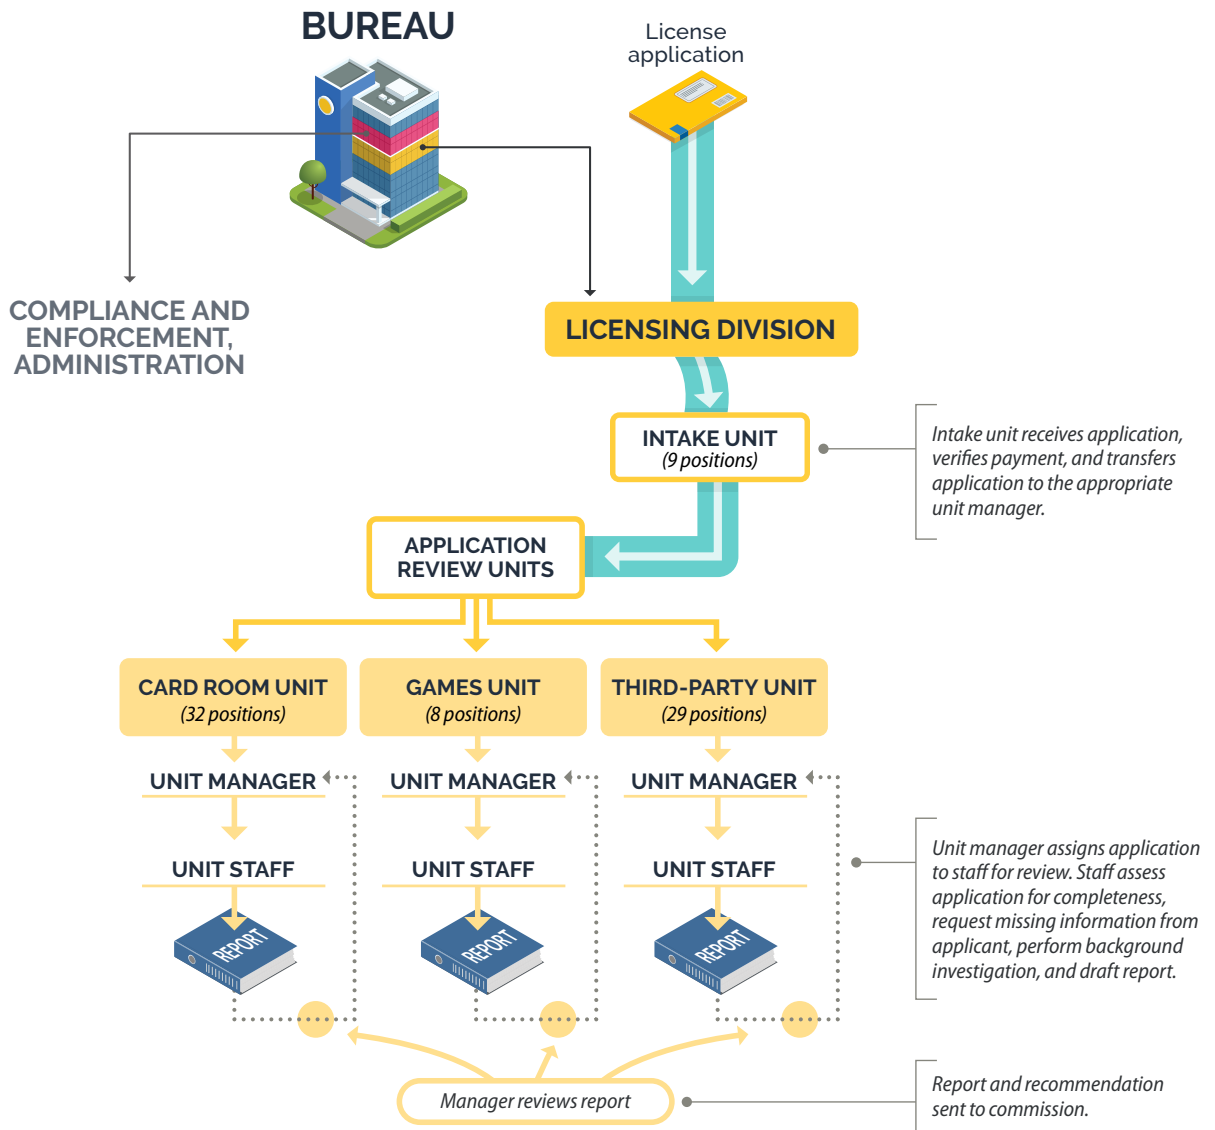 BUREAU
License
application
COMPLIANCE AND
ENFORCEMENT,
ADMINISTRATION
LICENSING DIVISION
INTAKE UNIT
(9 positions)
Intake unit receives application,
verifies payment, and transfers
application to the appropriate
unit manager.
APPLICATION
REVIEW UNITS
CARD ROOM UNIT
(32 positions)
GAMES UNIT
(8 positions)
THIRD-PARTY UNIT
(29 positions)
UNIT MANAGER
UNIT MANAGER
UNIT MANAGER
UNIT STAFF
UNIT STAFF
UNIT STAFF
REPORT
REPORT
REPORT
Unit manager assigns application
to staff for review. Staff assess
application for completeness,
request missing information from
applicant, perform background
investigation, and draft report.
Manager reviews report
Report and recommendation
sent to commission.